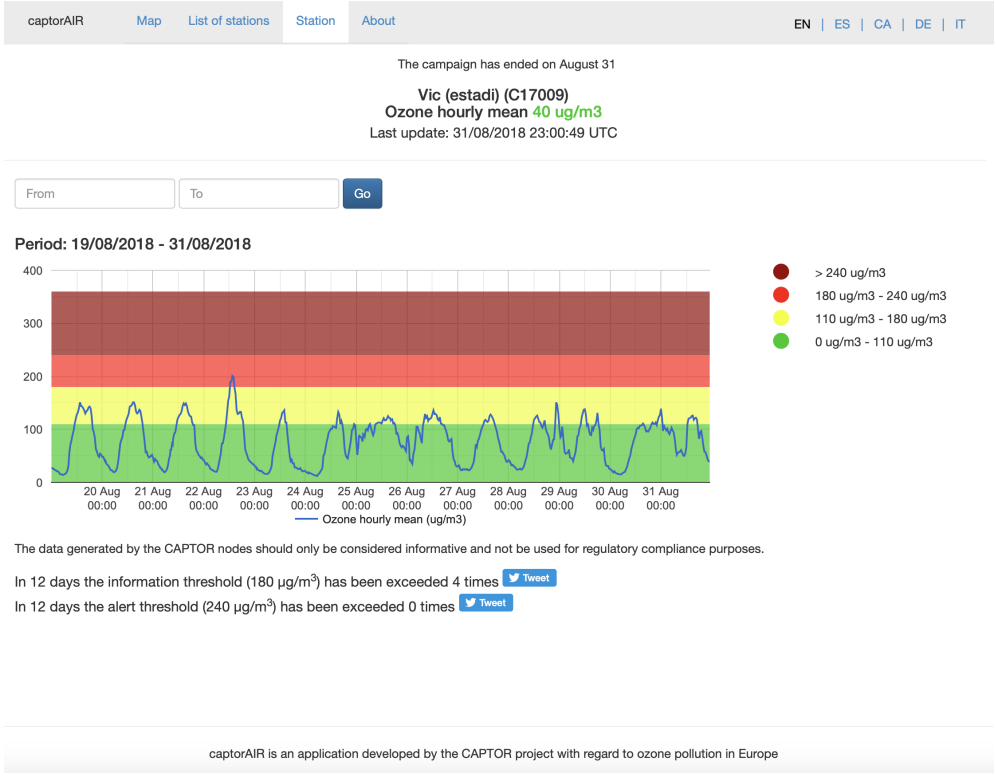 captorAIR Map List of stations Station About EN | ES | CA | DE | IT
The campaign has ended on August 31
Vic (estadi) (C17009)
Ozone hourly mean 40 ug/m3
Last update: 31/08/2018 23:00:49 UTC
From To Go
Period: 19/08/2018 - 31/08/2018
400
300
200
100
0
20 Aug 21 Aug 22 Aug 23 Aug 24 Aug 25 Aug 26 Aug 27 Aug 28 Aug 29 Aug 30 Aug 31 Aug
00:00 00:00 00:00 00:00 00:00 00:00 00:00 00:00 00:00 00:00 00:00 00:00
Ozone hourly mean (ug/m3)
> 240 ug/m3
180 ug/m3 - 240 ug/m3
110 ug/m3 - 180 ug/m3
0 ug/m3 - 110 ug/m3
The data generated by the CAPTOR nodes should only be considered informative and not be used for regulatory compliance purposes.
In 12 days the information threshold (180 µg/m³) has been exceeded 4 times Tweet
In 12 days the alert threshold (240 µg/m³) has been exceeded 0 times Tweet
captorAIR is an application developed by the CAPTOR project with regard to ozone pollution in Europe